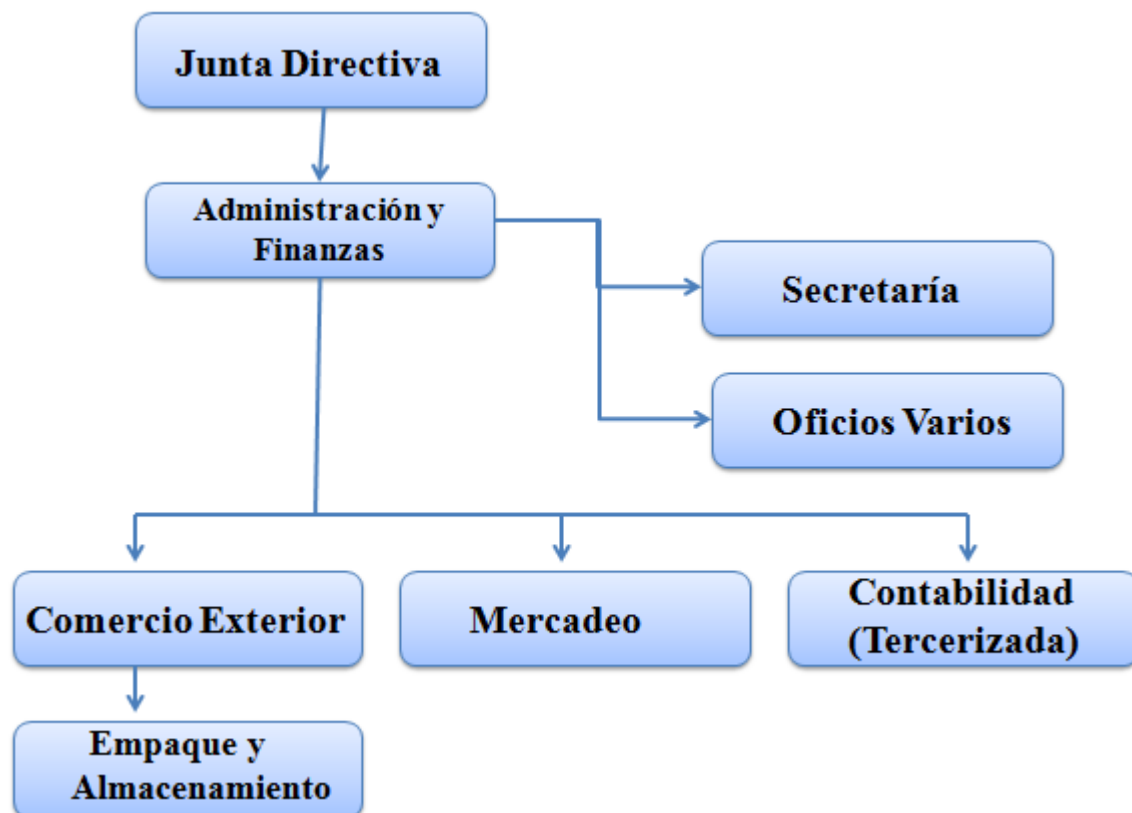 Junta Directiva
Administración y
Finanzas
Secretaría
Oficios Varios
Comercio Exterior
Mercadeo
Contabilidad
(Tercerizada)
Empaque y
Almacenamiento